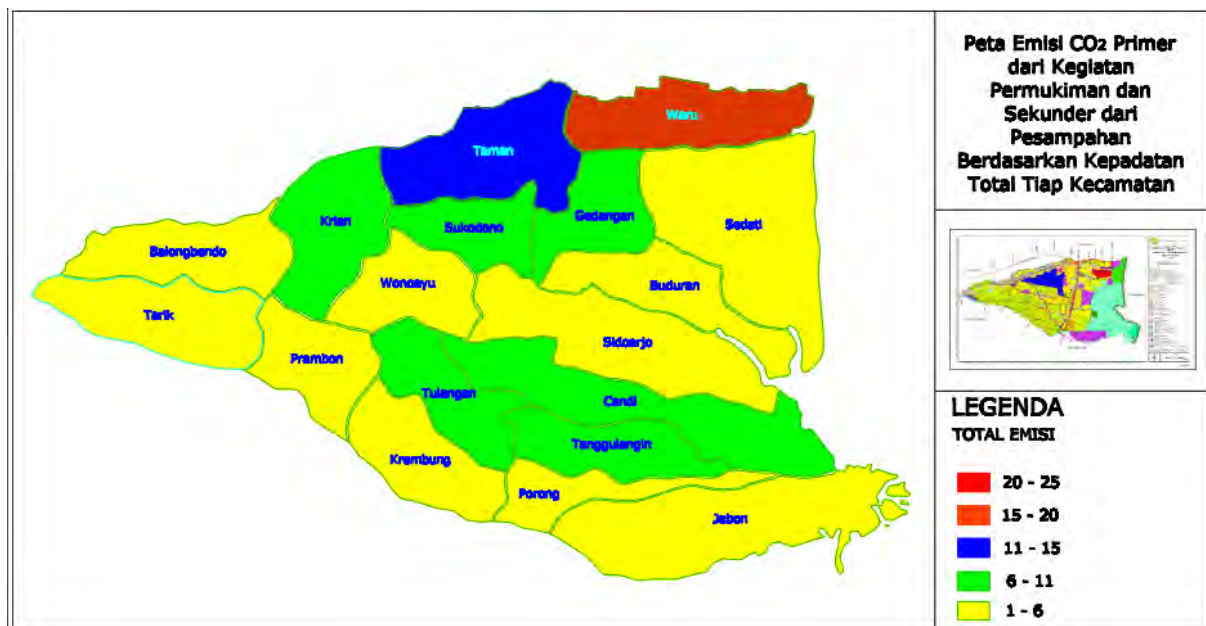 Peta Emisi CO2 Primer
dari Kegiatan
Permukiman dan
Sekunder dari
Pesampahan
Berdasarkan Kepadatan
Total Tiap Kecamatan
Waru
Taman
Krian
Sukodono
Gedangan
Sedati
Balongbendo
Wonoayu
Buduran
Tarik
Prambon
Sidoarjo
Tulangan
Candi
Tanggulangin
Krembung
Porong
Jabon
LEGENDA
TOTAL EMISI
20 - 25
15 - 20
11 - 15
6 - 11
1 - 6